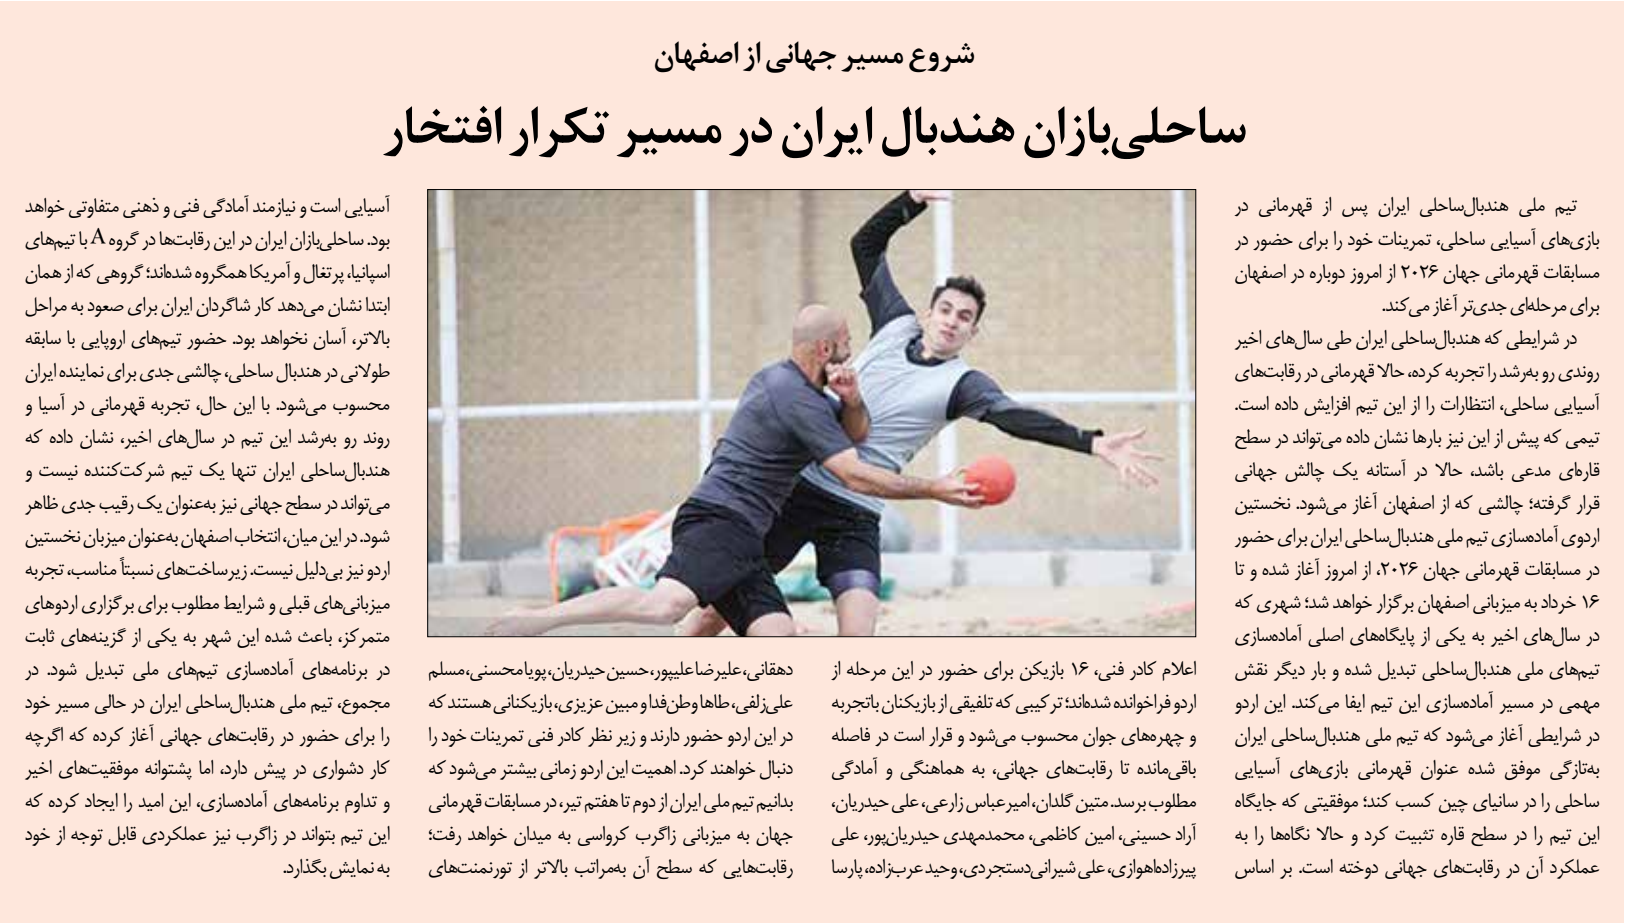 شروع مسیر جهانی از اصفهان
ساحلی‌بازان هندبال ایران در مسیر تکرار افتخار
تیم ملی هندبال‌ساحلی ایران پس از قهرمانی در
بازی‌های آسیایی ساحلی، تمرینات خود را برای حضور در
مسابقات قهرمانی جهان ۲۰۲۶ از امروز دوباره در اصفهان
برای مرحله‌ای جدی‌تر آغاز می‌کند.
در شرایطی که هندبال‌ساحلی ایران طی سال‌های اخیر
روندی رو به‌رشد را تجربه کرده، حالا قهرمانی در رقابت‌های
آسیایی ساحلی، انتظارات را از این تیم افزایش داده است.
تیمی که پیش از این نیز بارها نشان داده می‌تواند در سطح
قاره‌ای مدعی باشد، حالا در آستانه یک چالش جهانی
قرار گرفته؛ چالشی که از اصفهان آغاز می‌شود. نخستین
اردوی آماده‌سازی تیم ملی هندبال‌ساحلی ایران برای حضور
در مسابقات قهرمانی جهان ۲۰۲۶، از امروز آغاز شده و تا
۱۶ خرداد به میزبانی اصفهان برگزار خواهد شد؛ شهری که
در سال‌های اخیر به یکی از پایگاه‌های اصلی آماده‌سازی
تیم‌های ملی هندبال‌ساحلی تبدیل شده و بار دیگر نقش
مهمی در مسیر آماده‌سازی این تیم ایفا می‌کند. این اردو
در شرایطی آغاز می‌شود که تیم ملی هندبال‌ساحلی ایران
به‌تازگی موفق شده عنوان قهرمانی بازی‌های آسیایی
ساحلی را در سانیای چین کسب کند؛ موفقیتی که جایگاه
این تیم را در سطح قاره تثبیت کرد و حالا نگاه‌ها را به
عملکرد آن در رقابت‌های جهانی دوخته است. بر اساس
اعلام کادر فنی، ۱۶ بازیکن برای حضور در این مرحله از
اردو فراخوانده شده‌اند؛ ترکیبی که تلفیقی از بازیکنان باتجربه
و چهره‌های جوان محسوب می‌شود و قرار است در فاصله
باقی‌مانده تا رقابت‌های جهانی، به هماهنگی و آمادگی
مطلوب برسد. متین گلدان، امیرعباس زارعی، علی حیدریان،
آراد حسینی، امین کاظمی، محمدمهدی حیدریان‌پور، علی
پیرزاده‌اهوازی، علی شیرانی‌دستجردی، وحید عرب‌زاده، پارسا
دهقانی، علیرضا علیپور، حسین حیدریان، پویا محسنی، مسلم
علی‌زلفی، طاها وطن‌فدا و مبین عزیزی، بازیکنانی هستند که
در این اردو حضور دارند و زیر نظر کادر فنی تمرینات خود را
دنبال خواهند کرد. اهمیت این اردو زمانی بیشتر می‌شود که
بدانیم تیم ملی ایران از دوم تا هفتم تیر، در مسابقات قهرمانی
جهان به میزبانی زاگرب کرواسی به میدان خواهد رفت؛
رقابت‌هایی که سطح آن به‌مراتب بالاتر از تورنمنت‌های
آسیایی است و نیازمند آمادگی فنی و ذهنی متفاوتی خواهد
بود. ساحلی‌بازان ایران در این رقابت‌ها در گروه A با تیم‌های
اسپانیا، پرتغال و آمریکا همگروه شده‌اند؛ گروهی که از همان
ابتدا نشان می‌دهد کار شاگردان ایران برای صعود به مراحل
بالاتر، آسان نخواهد بود. حضور تیم‌های اروپایی با سابقه
طولانی در هندبال ساحلی، چالشی جدی برای نماینده ایران
محسوب می‌شود. با این حال، تجربه قهرمانی در آسیا و
روند رو به‌رشد این تیم در سال‌های اخیر، نشان داده که
هندبال‌ساحلی ایران تنها یک تیم شرکت‌کننده نیست و
می‌تواند در سطح جهانی نیز به‌عنوان یک رقیب جدی ظاهر
شود. در این میان، انتخاب اصفهان به‌عنوان میزبان نخستین
اردو نیز بی‌دلیل نیست. زیرساخت‌های نسبتاً مناسب، تجربه
میزبانی‌های قبلی و شرایط مطلوب برای برگزاری اردوهای
متمرکز، باعث شده این شهر به یکی از گزینه‌های ثابت
در برنامه‌های آماده‌سازی تیم‌های ملی تبدیل شود. در
مجموع، تیم ملی هندبال‌ساحلی ایران در حالی مسیر خود
را برای حضور در رقابت‌های جهانی آغاز کرده که اگرچه
کار دشواری در پیش دارد، اما پشتوانه موفقیت‌های اخیر
و تداوم برنامه‌های آماده‌سازی، این امید را ایجاد کرده که
این تیم بتواند در زاگرب نیز عملکردی قابل توجه از خود
به نمایش بگذارد.